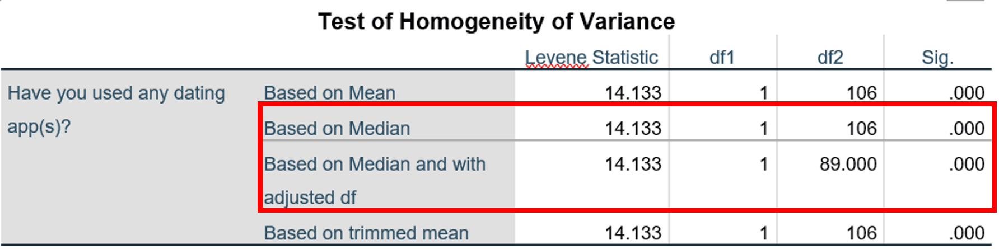 Test of Homogeneity of Variance
Levene Statistic df1 df2 Sig.
Have you used any dating app(s)? Based on Mean 14.133 1 106 .000
Based on Median 14.133 1 106 .000
Based on Median and with adjusted df 14.133 1 89.000 .000
Based on trimmed mean 14.133 1 106 .000